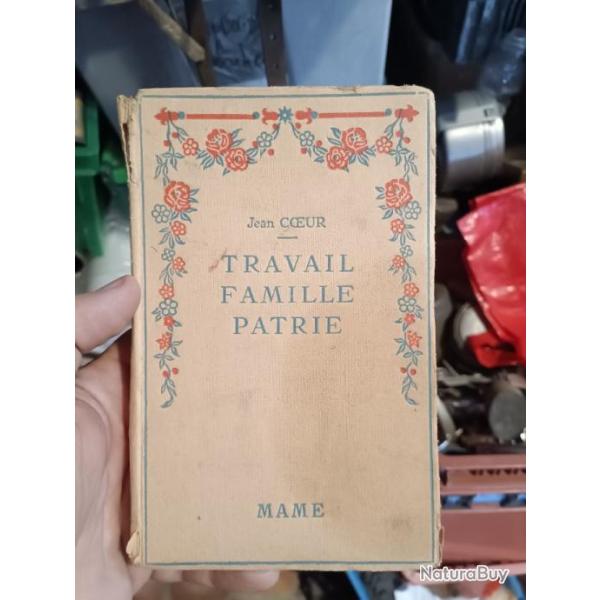 Jean CŒUR
TRAVAIL
FAMILLE
PATRIE
MAME
NaturaBuy